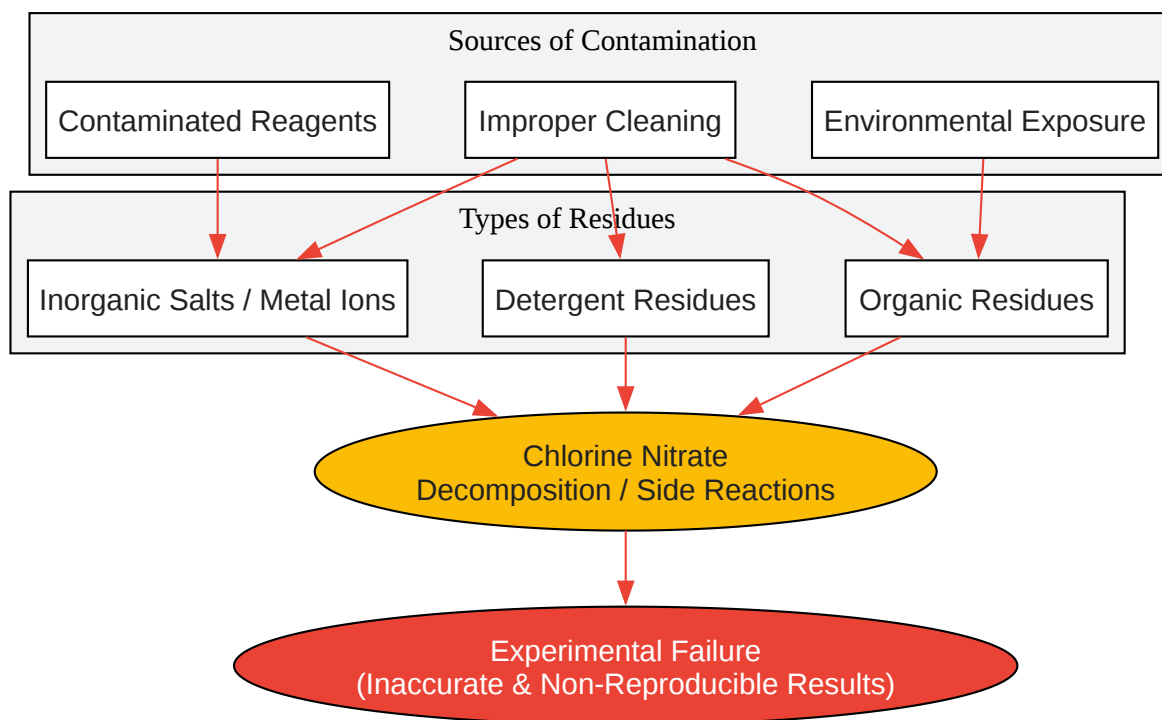 Sources of Contamination
Contaminated Reagents
Improper Cleaning
Environmental Exposure
Types of Residues
Inorganic Salts / Metal Ions
Detergent Residues
Organic Residues
Chlorine Nitrate
Decomposition / Side Reactions
Experimental Failure
(Inaccurate & Non-Reproducible Results)